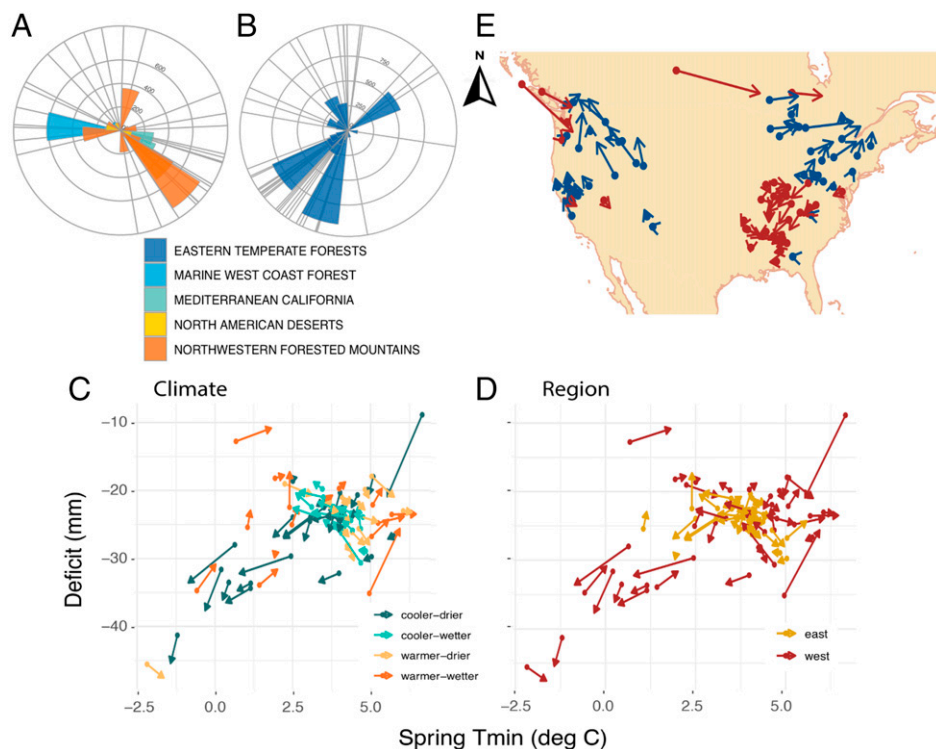 A
B
E
N
600
400
200
750
500
250
EASTERN TEMPERATE FORESTS
MARINE WEST COAST FOREST
MEDITERRANEAN CALIFORNIA
NORTH AMERICAN DESERTS
NORTHWESTERN FORESTED MOUNTAINS
C Climate
D Region
Deficit (mm)
−10
−20
−30
−40
cooler−drier
cooler−wetter
warmer−drier
warmer−wetter
east
west
−2.5 0.0 2.5 5.0
−2.5 0.0 2.5 5.0
Spring Tmin (deg C)